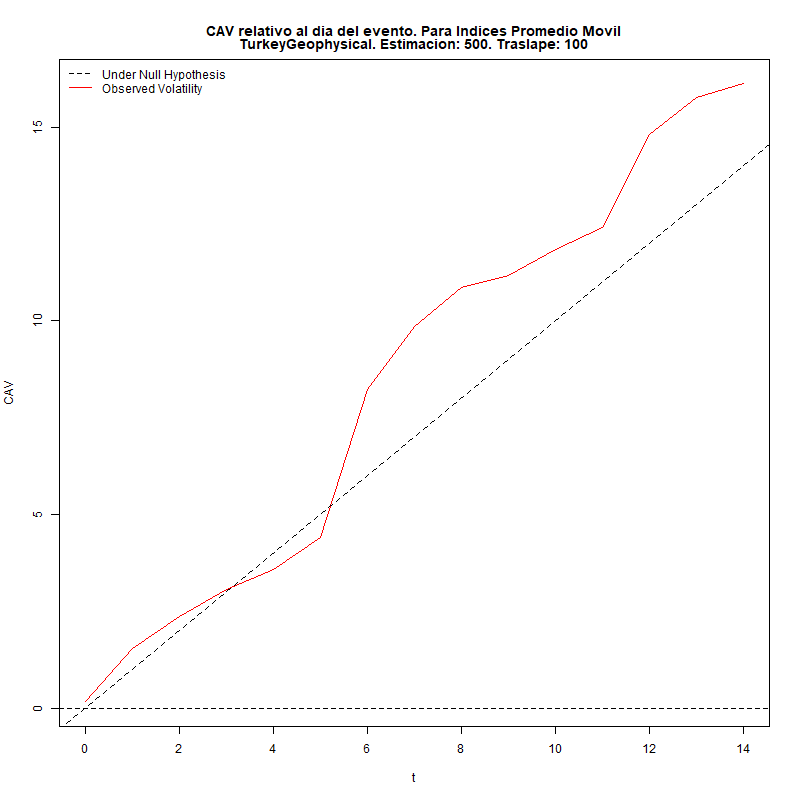 CAV relativo al dia del evento. Para Indices Promedio Movil
TurkeyGeophysical. Estimacion: 500. Traslape: 100
Under Null Hypothesis
Observed Volatility
CAV
15
10
5
0
0 2 4 6 8 10 12 14
t